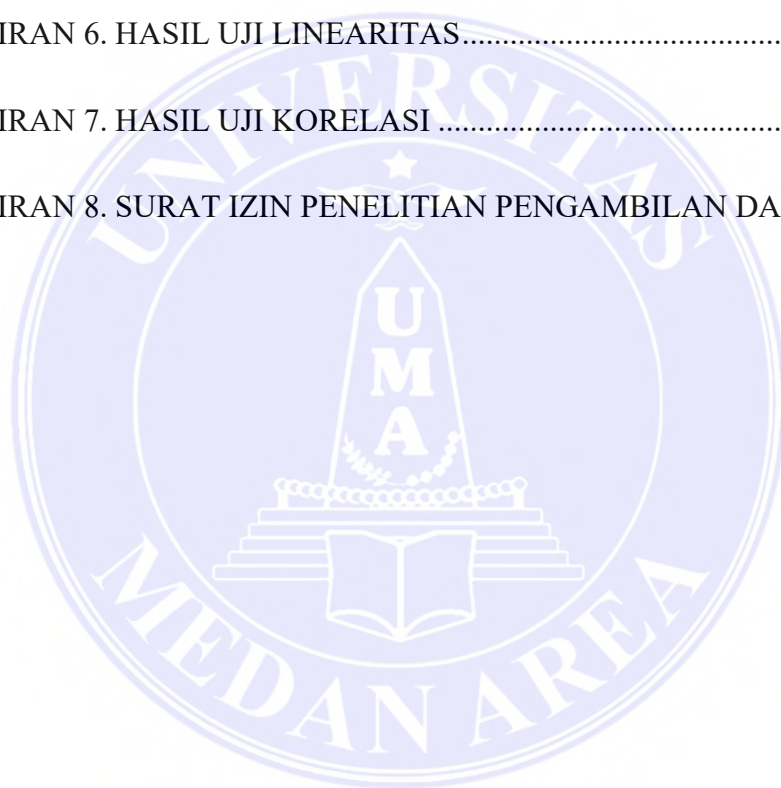 IRAN 6. HASIL UJI LINEARITAS..................................
IRAN 7. HASIL UJI KORELASI ....................................
IRAN 8. SURAT IZIN PENELITIAN PENGAMBILAN DA
UNIVERSITAS
U
M
A
MEDAN AREA